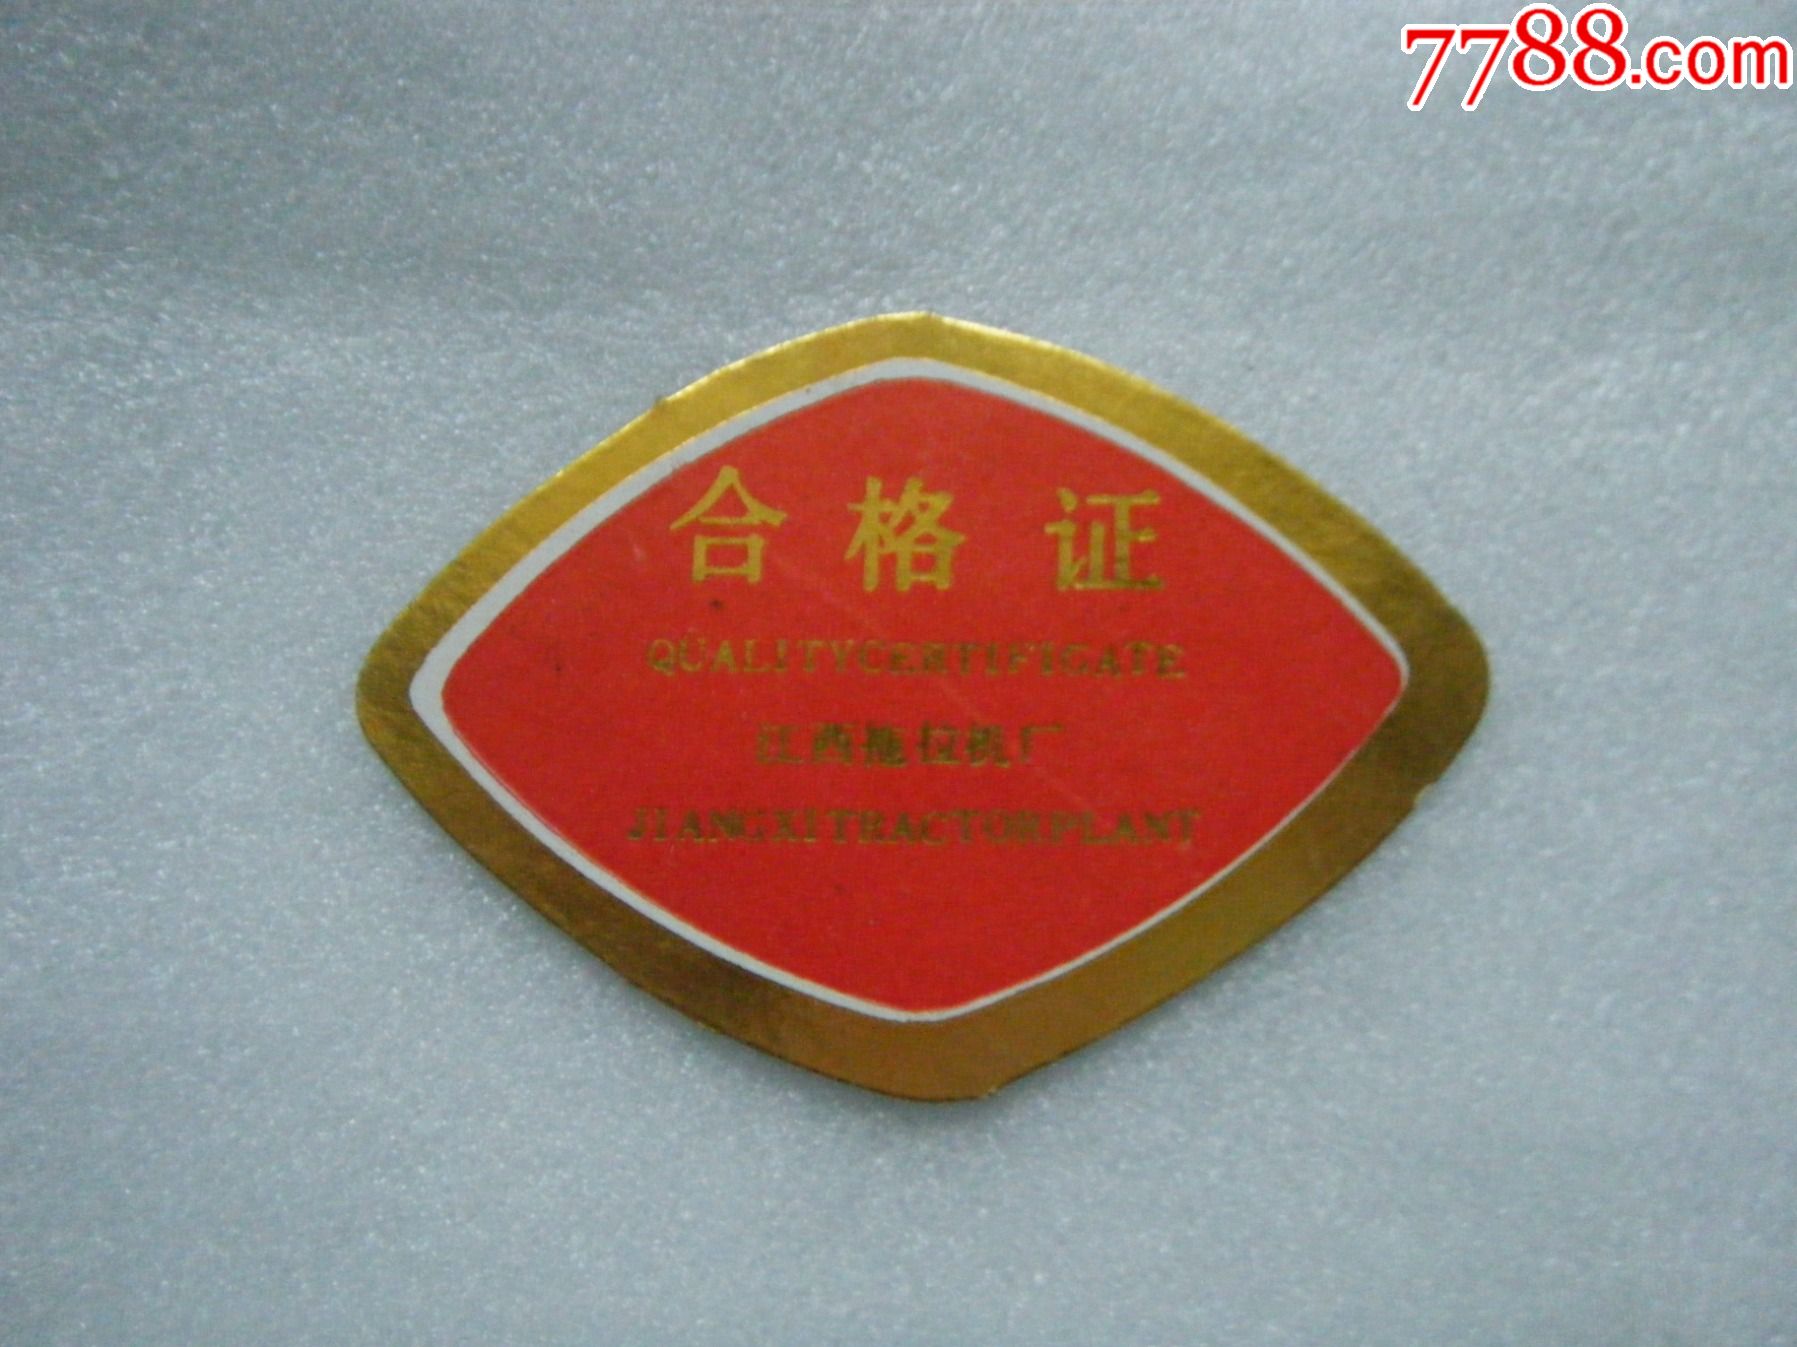 7788.com
合格证
QUALITYCERTIFICATE
江西拖拉机厂
JIANGXITRACTORPLANT